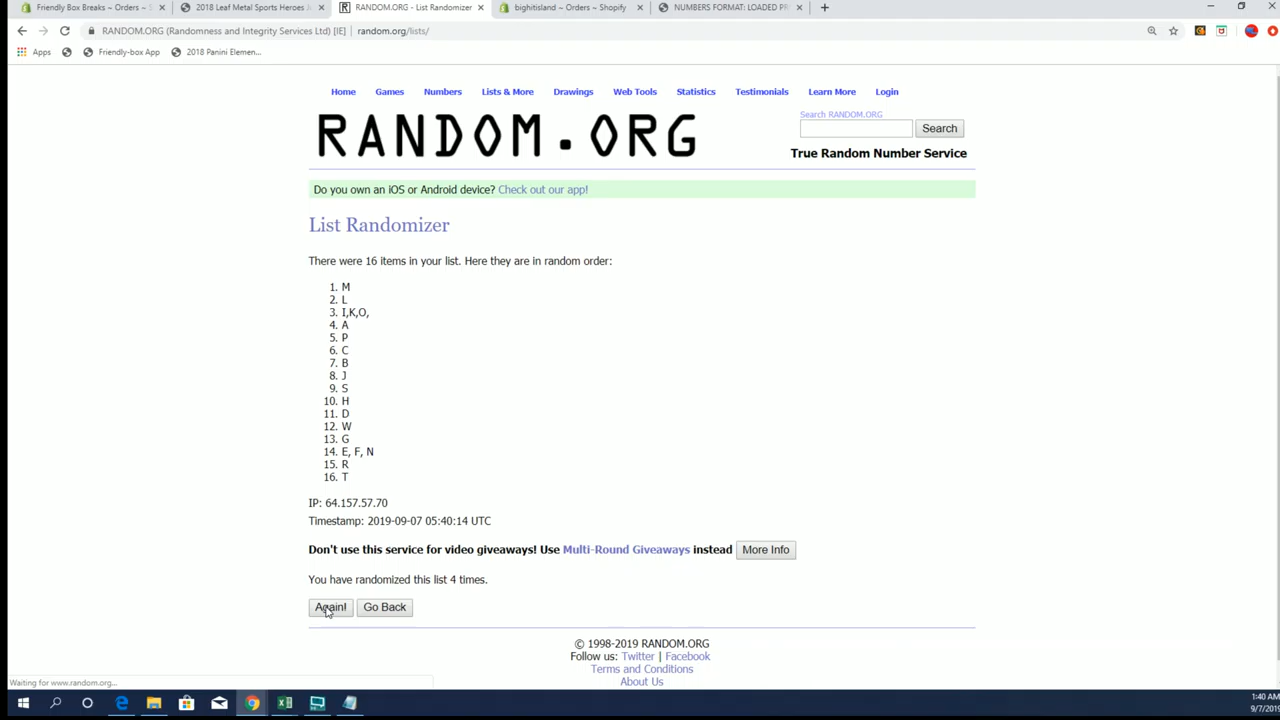 Friendly Box Breaks ~ Orders ~ S
2018 Leaf Metal Sports Heroes
RANDOM.ORG - List Randomizer
bighitisland ~ Orders ~ Shopify
NUMBERS FORMAT: LOADED PR
RANDOM.ORG (Randomness and Integrity Services Ltd) [IE] | random.org/lists/
Apps
Friendly-box App
2018 Panini Elemen...
Home Games Numbers Lists & More Drawings Web Tools Statistics Testimonials Learn More Login
RANDOM.ORG
Search RANDOM.ORG
Search
True Random Number Service
Do you own an iOS or Android device? Check out our app!
List Randomizer
There were 16 items in your list. Here they are in random order:
1. M
2. L
3. I,K,O,
4. A
5. P
6. C
7. B
8. J
9. S
10. H
11. D
12. W
13. G
14. E, F, N
15. R
16. T
IP: 64.157.57.70
Timestamp: 2019-09-07 05:40:14 UTC
Don't use this service for video giveaways! Use Multi-Round Giveaways instead More Info
You have randomized this list 4 times.
Again! Go Back
© 1998-2019 RANDOM.ORG
Follow us: Twitter | Facebook
Terms and Conditions
About Us
Waiting for www.random.org...
1:40 AM
9/7/2019